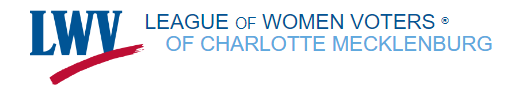 LWV
LEAGUE OF WOMEN VOTERS ®
OF CHARLOTTE MECKLENBURG